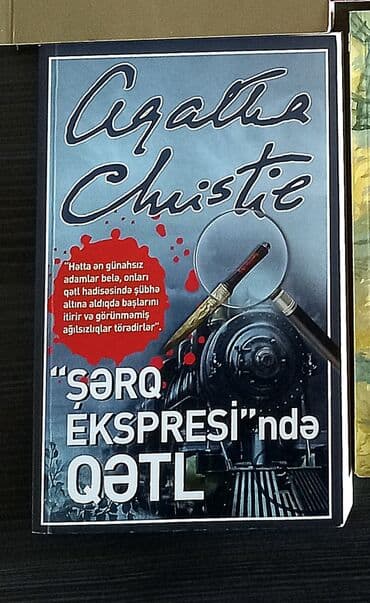 Agatha
Christie
"Hətta ən günahsız
adamlar belə, onları
qətl hadisəsində şübhə
altına aldıqda başlarını
itirir və görünməmiş
ağılsızlıqlar törədirlər".
"ŞƏRQ
EKSPRESİ"ndə
QƏTL